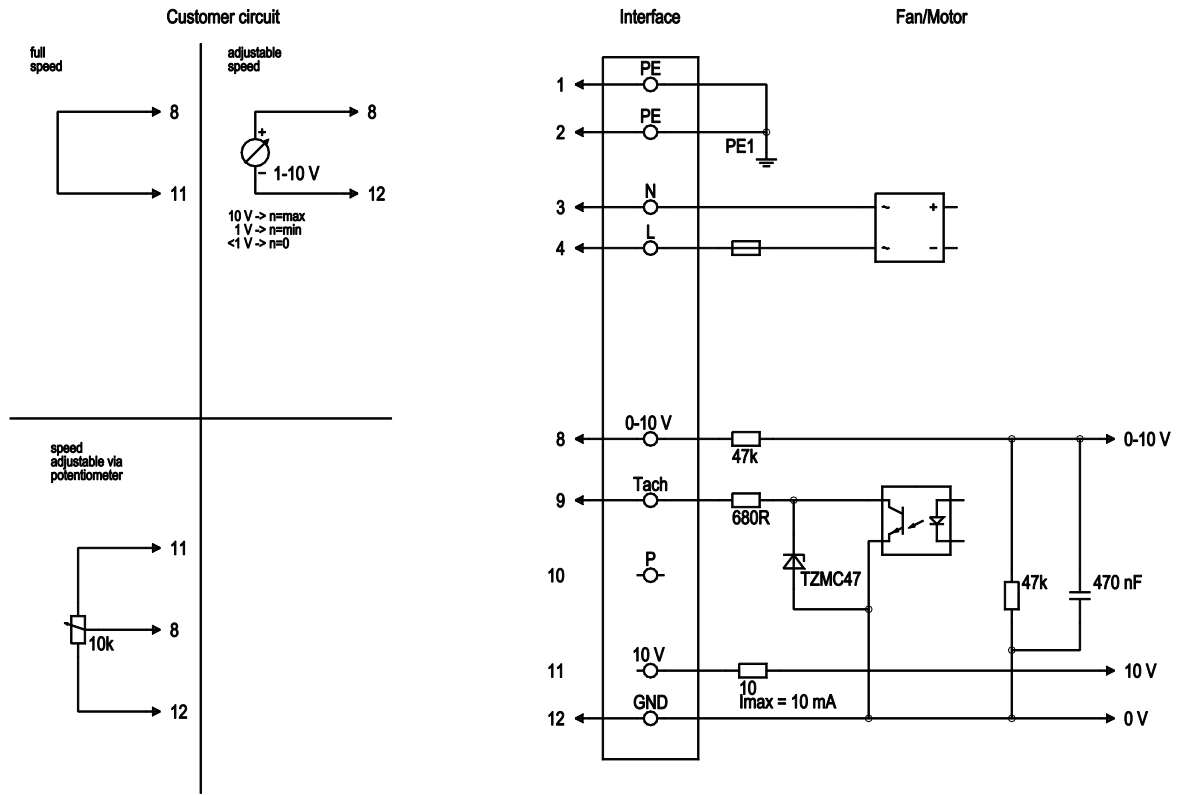 Customer circuit
Interface
Fan/Motor
full
speed
8
11
adjustable
speed
8
+
–
1-10 V
12
10 V -> n=max
1 V -> n=min
<1 V -> n=0
speed
adjustable via
potentiometer
11
8
10k
12
1
PE
2
PE
PE1
3
N
~ +
4
L
~ –
8
0-10 V
47k
0-10 V
9
Tach
680R
10
P
TZMC47
47k
470 nF
11
10 V
10
Imax = 10 mA
10 V
12
GND
0 V